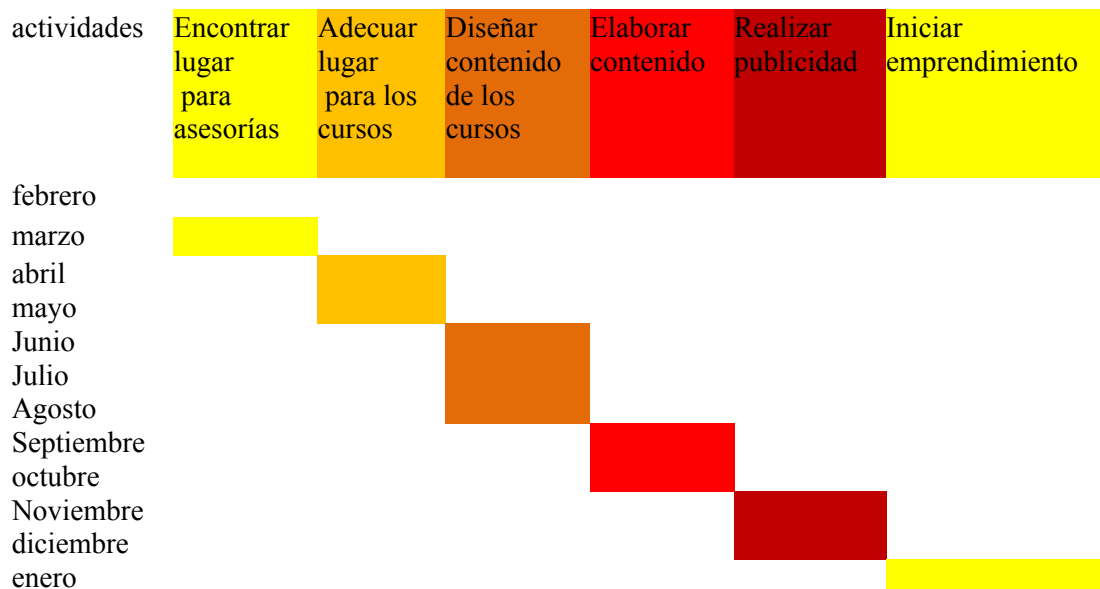 actividades
Encontrar
lugar
para
asesorías
Adecuar
lugar
para los
cursos
Diseñar
contenido
de los
cursos
Elaborar
contenido
Realizar
publicidad
Iniciar
emprendimiento
febrero
marzo
abril
mayo
Junio
Julio
Agosto
Septiembre
octubre
Noviembre
diciembre
enero